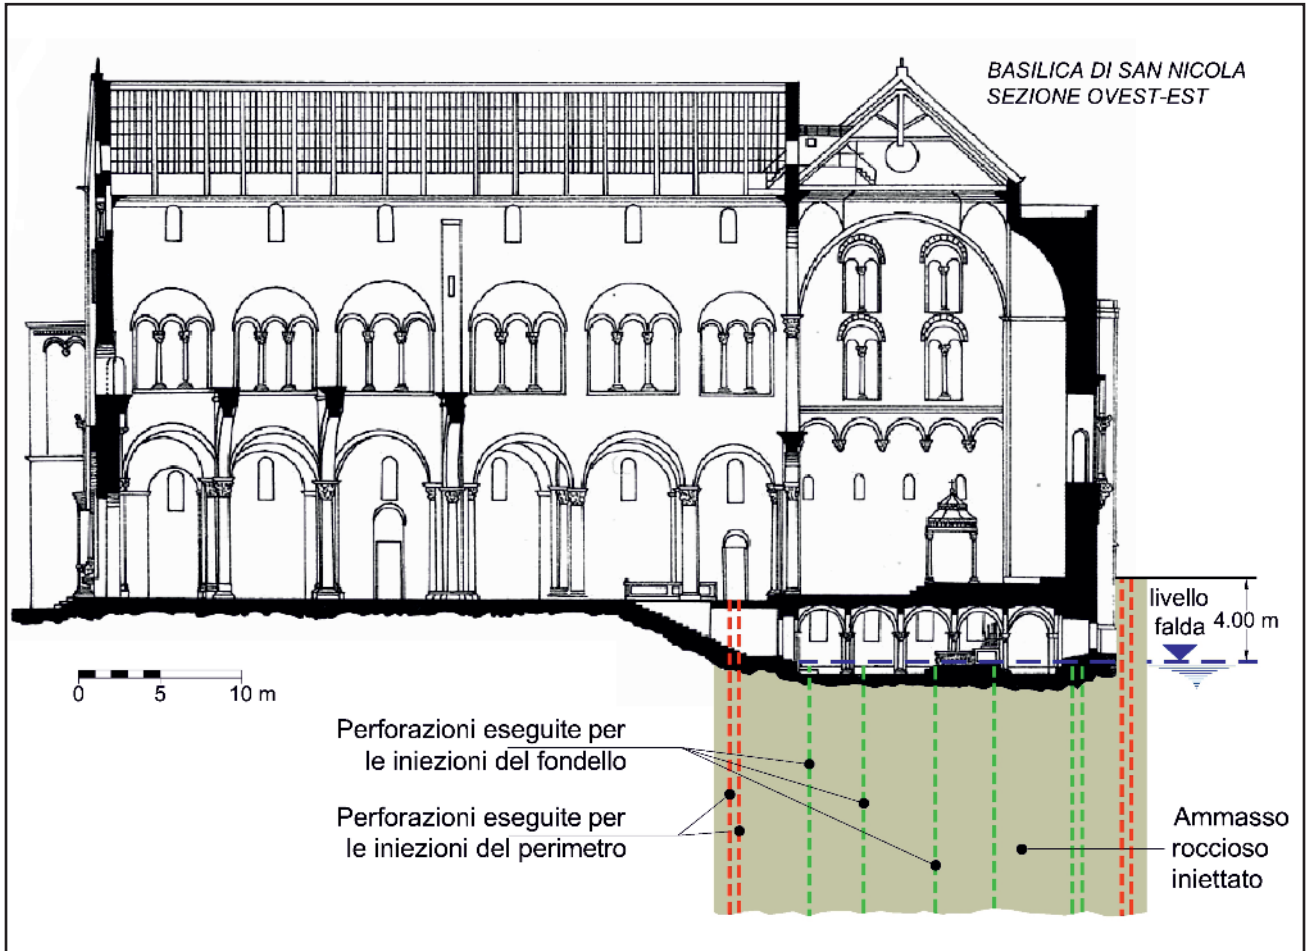 BASILICA DI SAN NICOLA
SEZIONE OVEST-EST
livello
falda
4.00 m
0 5 10 m
Perforazioni eseguite per
le iniezioni del fondello
Perforazioni eseguite per
le iniezioni del perimetro
Ammasso
roccioso
iniettato